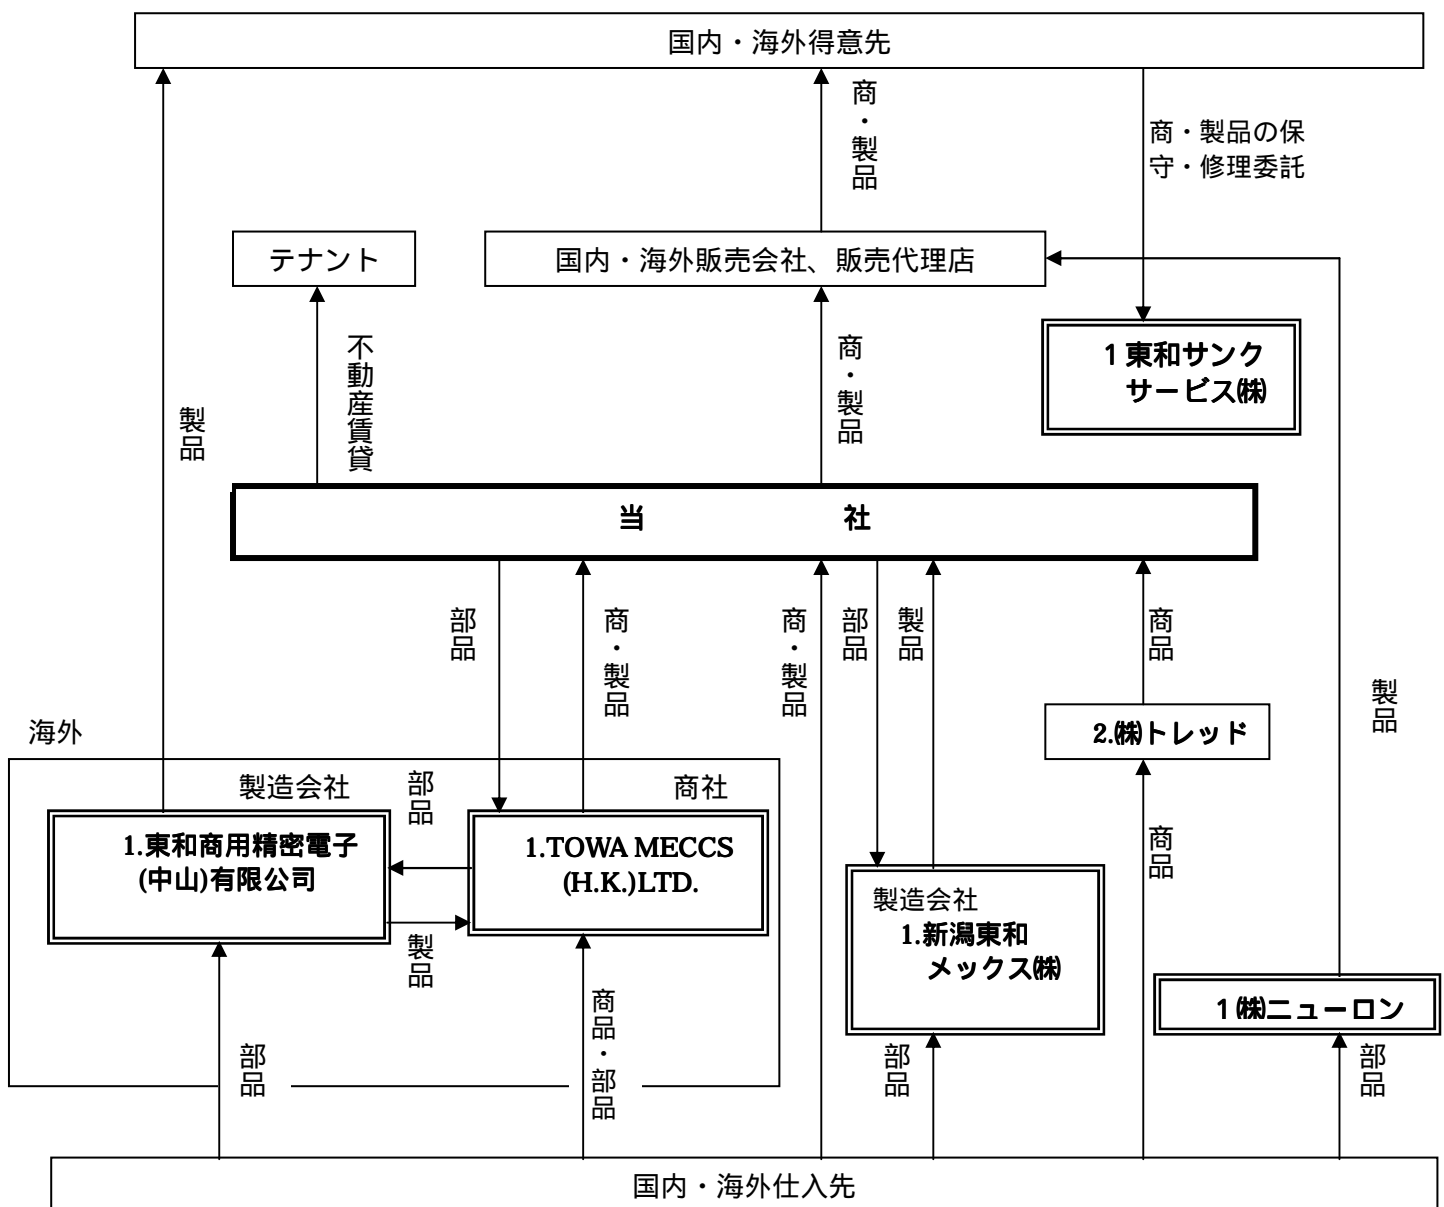 国内・海外得意先
商・製品
商・製品の保
守・修理委託
テナント
国内・海外販売会社、販売代理店
不動産賃貸
商・製品
1 東和サンク
サービス㈱
製品
当 社
部品
商・製品
商・製品
部品
製品
商品
製品
海外
2.㈱トレッド
製造会社
部品
商社
1.東和商用精密電子
(中山)有限公司
1.TOWA MECCS
(H.K.)LTD.
商品
製造会社
1.新潟東和
メックス㈱
製品
1 ㈱ニューロン
部品
商品・部品
部品
部品
国内・海外仕入先